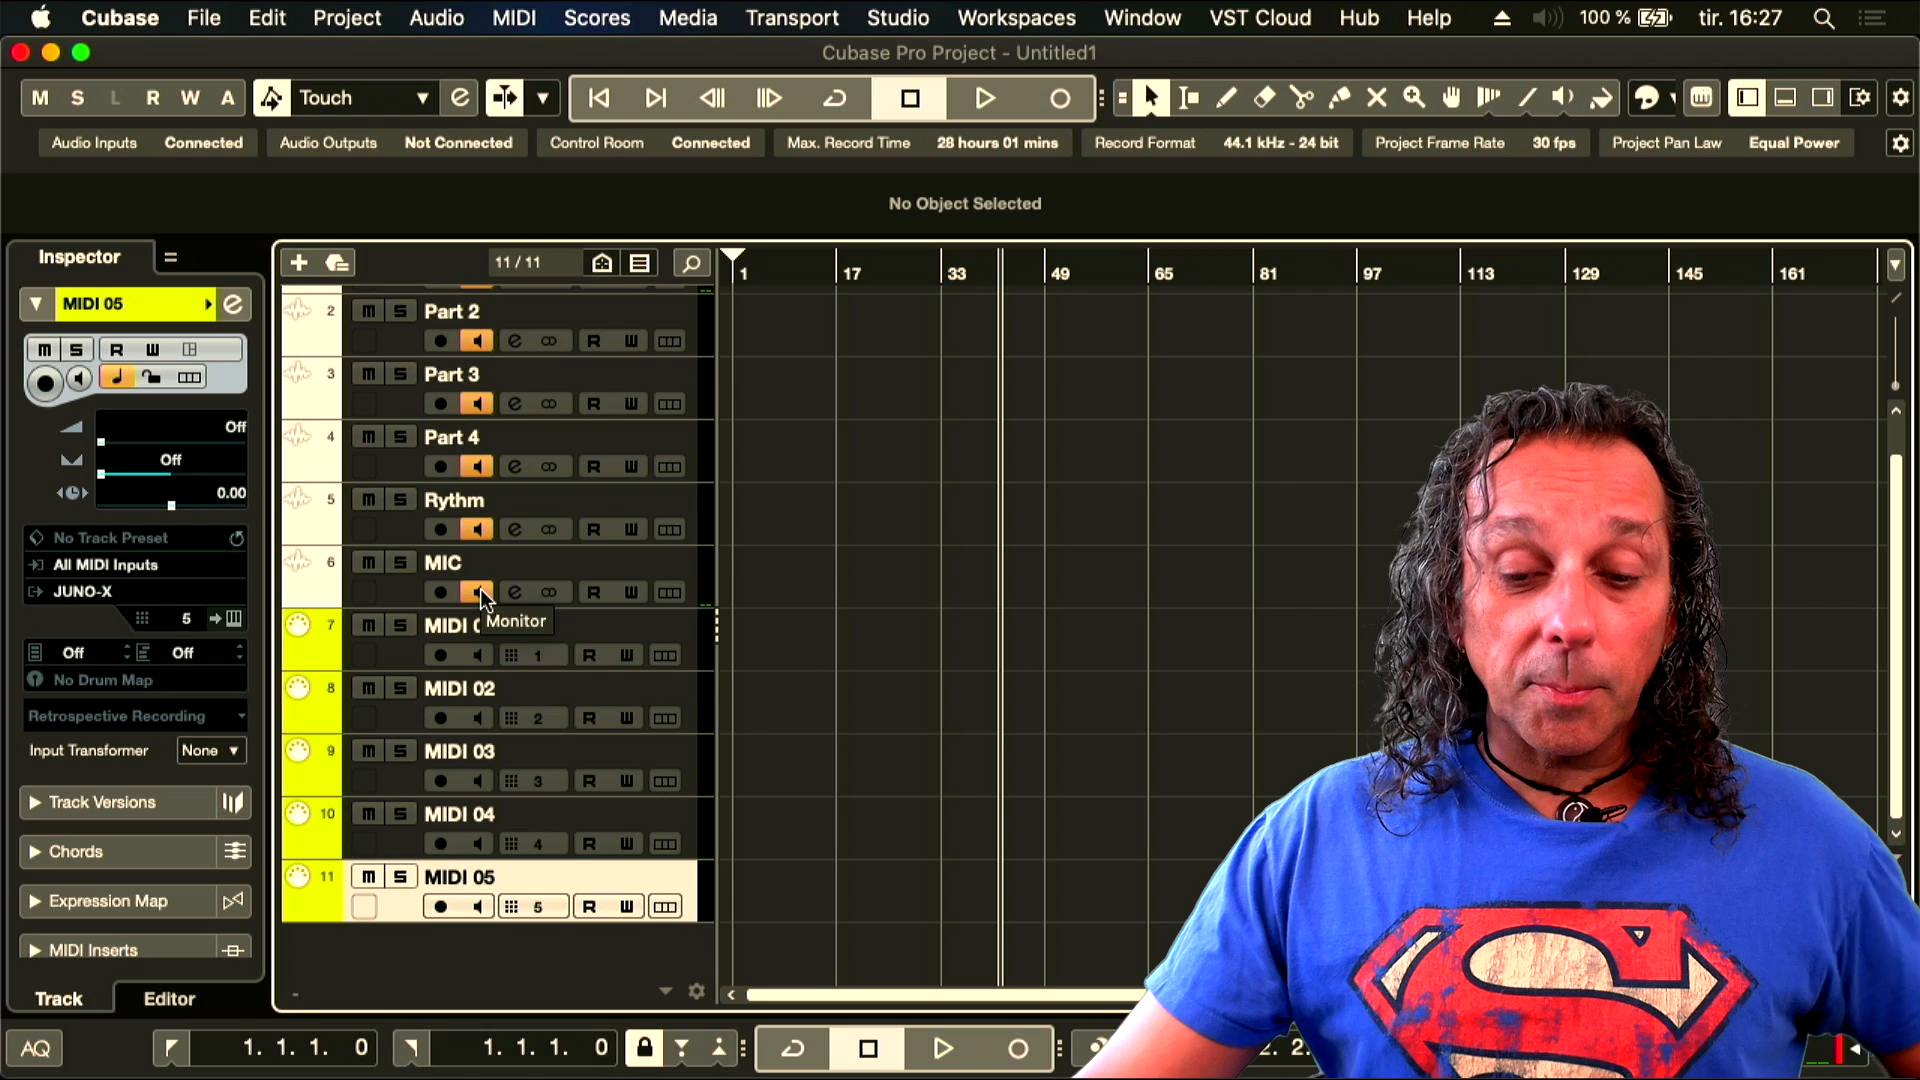 Cubase File Edit Project Audio MIDI Scores Media Transport Studio Workspaces Window VST Cloud Hub Help 100 % tir. 16:27
Cubase Pro Project - Untitled1
M S L R W A Touch
Audio Inputs Connected Audio Outputs Not Connected Control Room Connected Max. Record Time 28 hours 01 mins Record Format 44.1 kHz - 24 bit Project Frame Rate 30 fps Project Pan Law Equal Power
No Object Selected
Inspector
11 / 11
1 17 33 49 65 81 97 113 129 145 161
MIDI 05
M S R W
Off
Off
0.00
No Track Preset
All MIDI Inputs
JUNO-X
5
Off Off
No Drum Map
Retrospective Recording
Input Transformer None
Track Versions
Chords
Expression Map
MIDI Inserts
Track Editor
2 m S Part 2
R W
3 m S Part 3
R W
4 m S Part 4
R W
5 m S Rythm
R W
6 m S MIC
R W
Monitor
7 m S MIDI 0
1 R W
8 m S MIDI 02
2 R W
9 m S MIDI 03
3 R W
10 m S MIDI 04
4 R W
11 m S MIDI 05
5 R W
AQ 1. 1. 1. 0 1. 1. 1. 0 2. 2.
S